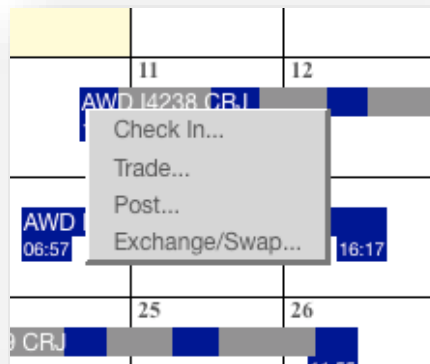 11
12
AWD I4238 CRJ
Check In...
Trade...
Post...
Exchange/Swap...
AWD
06:57
16:17
25
26
CRJ